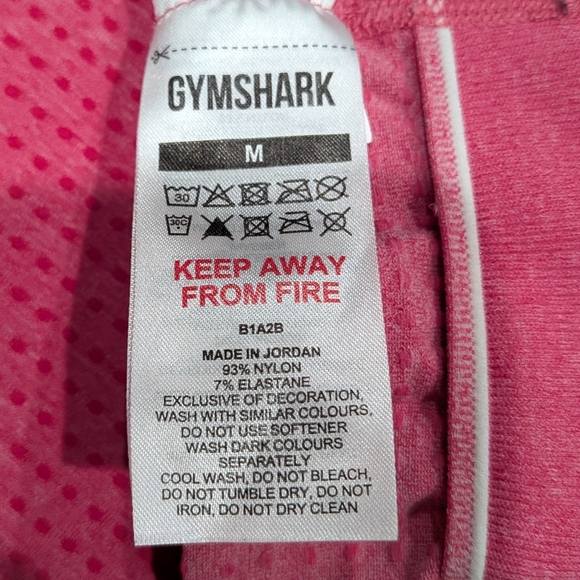 GYMSHARK
M
30
30C
KEEP AWAY
FROM FIRE
B1A2B
MADE IN JORDAN
93% NYLON
7% ELASTANE
EXCLUSIVE OF DECORATION,
WASH WITH SIMILAR COLOURS,
DO NOT USE SOFTENER
WASH DARK COLOURS
SEPARATELY
COOL WASH, DO NOT BLEACH,
DO NOT TUMBLE DRY, DO NOT
IRON, DO NOT DRY CLEAN